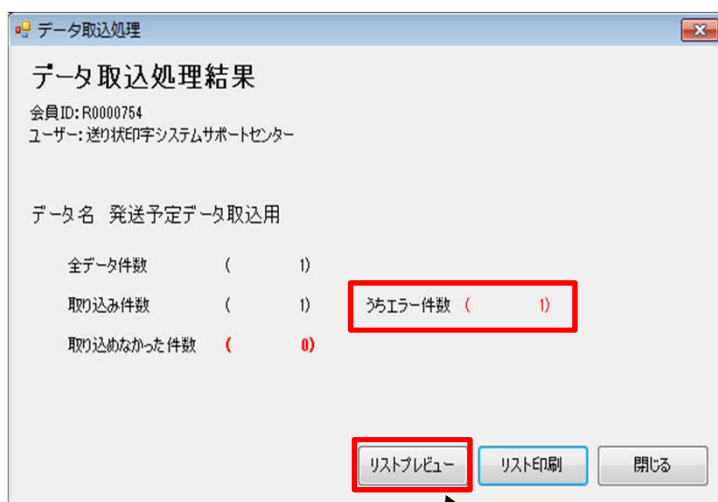 データ取込処理
データ取込処理結果
会員ID: R0000754
ユーザー: 送り状印字システムサポートセンター
データ名 発送予定データ取込用
全データ件数 ( 1)
取り込み件数 ( 1) うちエラー件数 ( 1)
取り込めなかった件数 ( 0)
リストプレビュー リスト印刷 閉じる